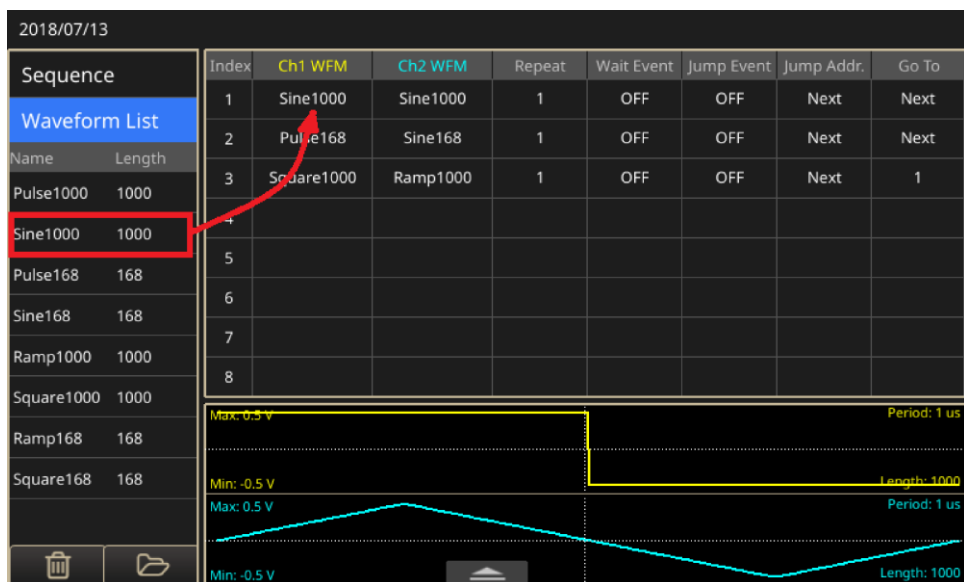 2018/07/13
Sequence
Waveform List
Name Length
Pulse1000 1000
Sine1000 1000
Pulse168 168
Sine168 168
Ramp1000 1000
Square1000 1000
Ramp168 168
Square168 168
Index Ch1 WFM Ch2 WFM Repeat Wait Event Jump Event Jump Addr. Go To
1 Sine1000 Sine1000 1 OFF OFF Next Next
2 Pulse168 Sine168 1 OFF OFF Next Next
3 Square1000 Ramp1000 1 OFF OFF Next 1
4
5
6
7
8
Max: 0.5 V Period: 1 us
Min: -0.5 V Length: 1000
Max: 0.5 V Period: 1 us
Min: -0.5 V Length: 1000